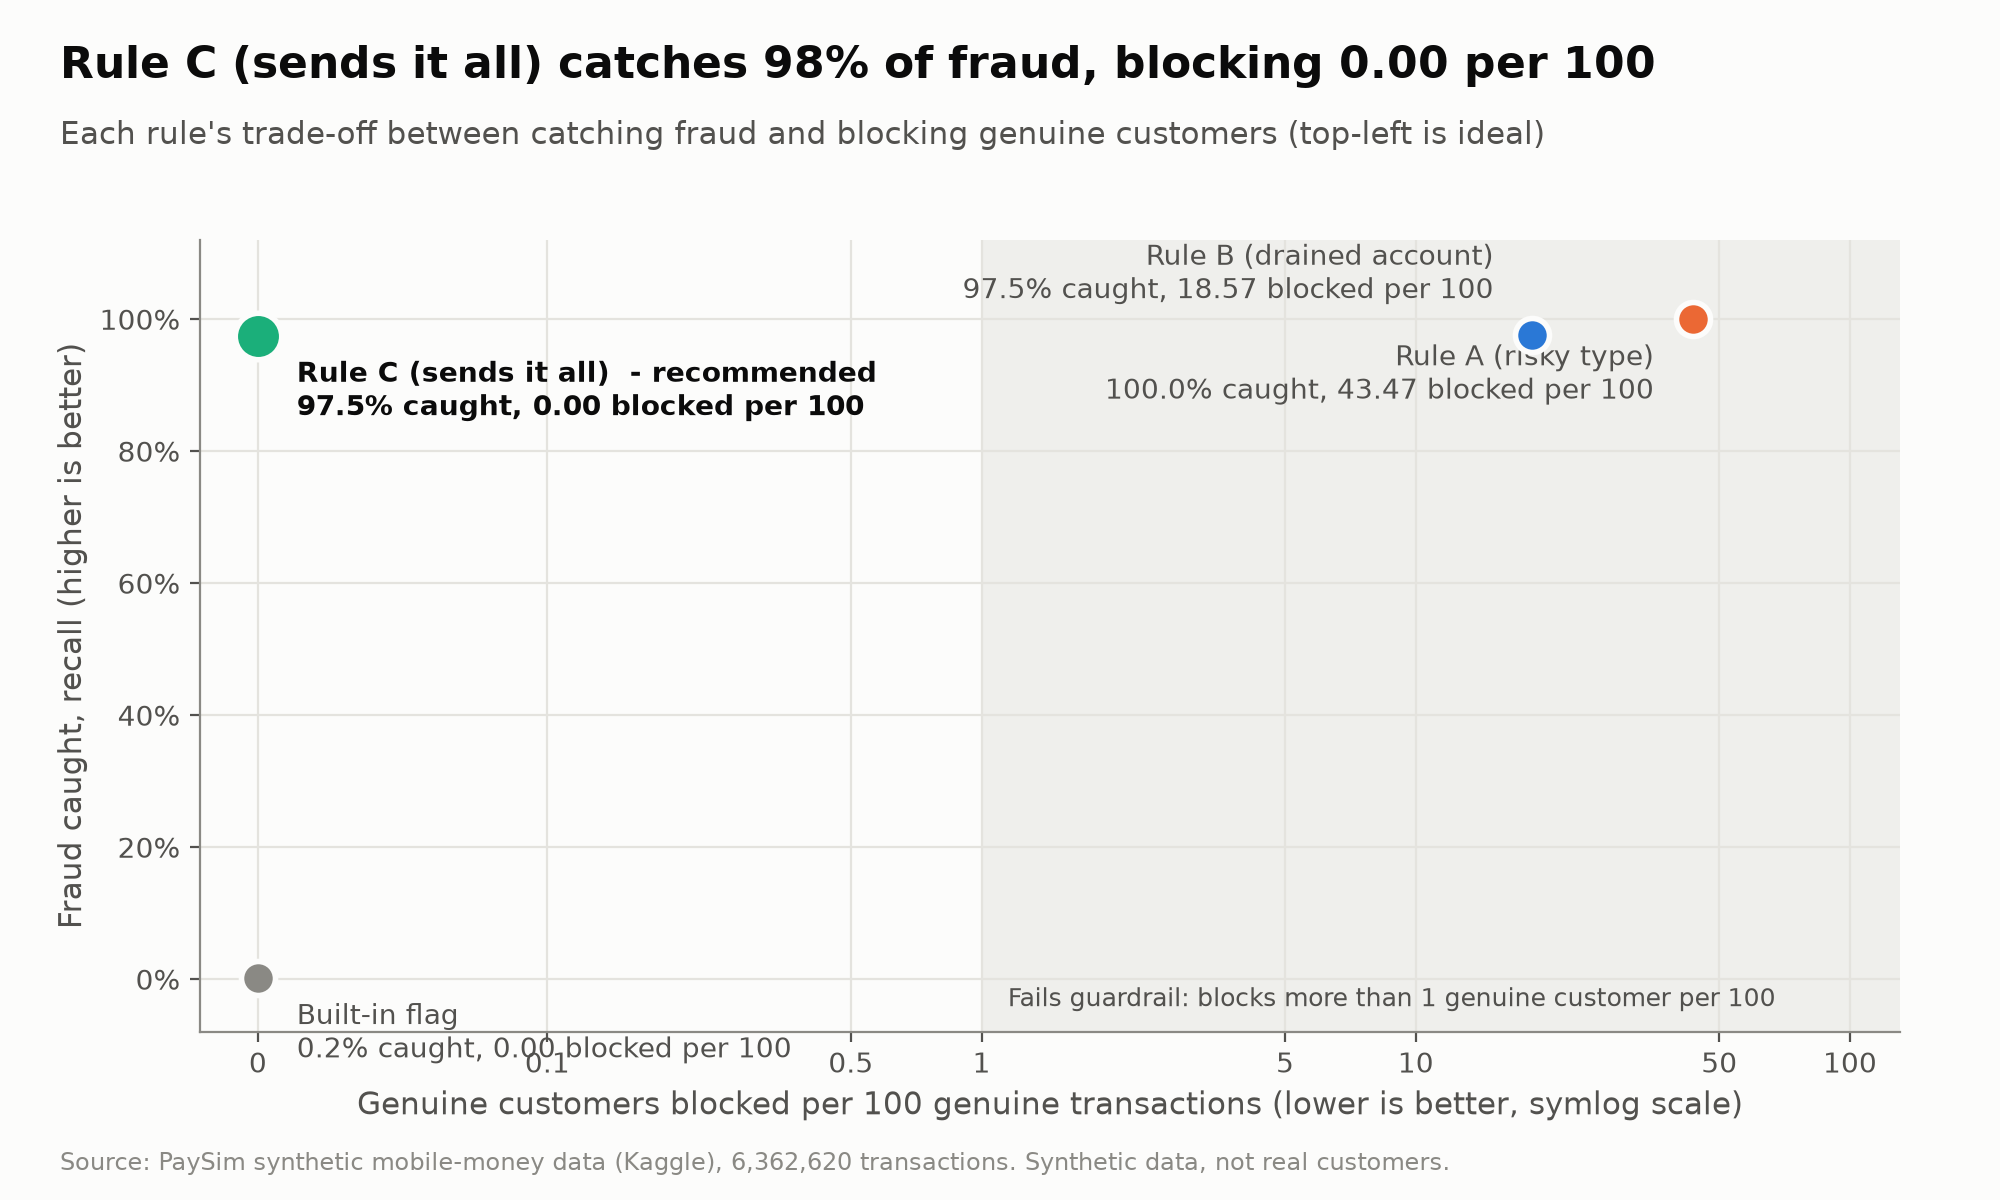 Rule C (sends it all) catches 98% of fraud, blocking 0.00 per 100
Each rule's trade-off between catching fraud and blocking genuine customers (top-left is ideal)
Rule B (drained account)
97.5% caught, 18.57 blocked per 100
Rule A (risky type)
100.0% caught, 43.47 blocked per 100
Rule C (sends it all)  - recommended
97.5% caught, 0.00 blocked per 100
Fraud caught, recall (higher is better)
100%
80%
60%
40%
20%
0%
Fails guardrail: blocks more than 1 genuine customer per 100
Built-in flag
0.2% caught, 0.00 blocked per 100
0 0.1 0.5 1 5 10 50 100
Genuine customers blocked per 100 genuine transactions (lower is better, symlog scale)
Source: PaySim synthetic mobile-money data (Kaggle), 6,362,620 transactions. Synthetic data, not real customers.